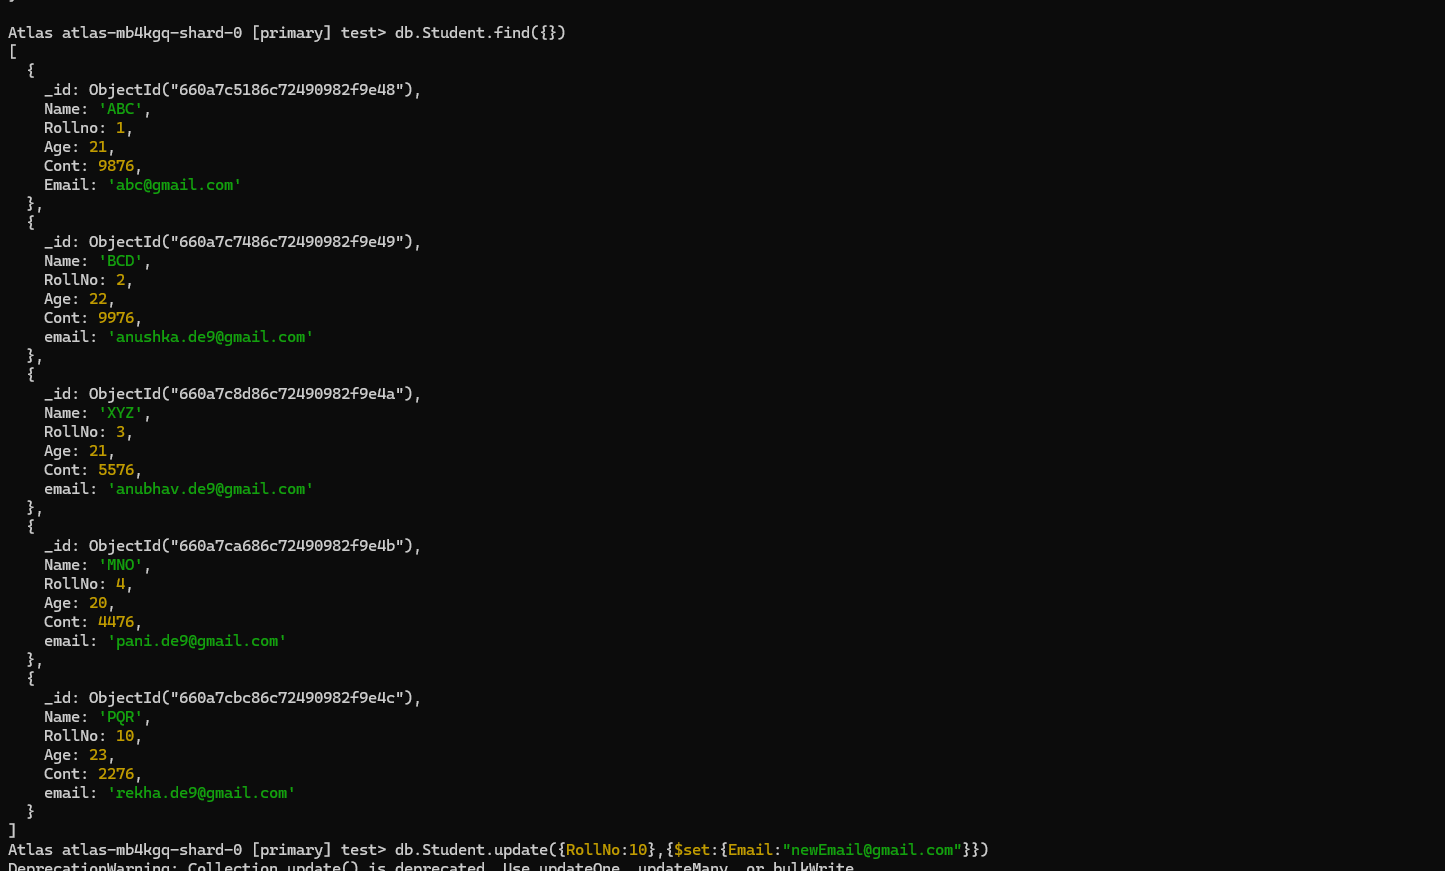 Atlas atlas-mb4kgq-shard-0 [primary] test> db.Student.find({})
[
  {
    _id: ObjectId("660a7c5186c72490982f9e48"),
    Name: 'ABC',
    Rollno: 1,
    Age: 21,
    Cont: 9876,
    Email: 'abc@gmail.com'
  },
  {
    _id: ObjectId("660a7c7486c72490982f9e49"),
    Name: 'BCD',
    RollNo: 2,
    Age: 22,
    Cont: 9976,
    email: 'anushka.de9@gmail.com'
  },
  {
    _id: ObjectId("660a7c8d86c72490982f9e4a"),
    Name: 'XYZ',
    RollNo: 3,
    Age: 21,
    Cont: 5576,
    email: 'anubhav.de9@gmail.com'
  },
  {
    _id: ObjectId("660a7ca686c72490982f9e4b"),
    Name: 'MNO',
    RollNo: 4,
    Age: 20,
    Cont: 4476,
    email: 'pani.de9@gmail.com'
  },
  {
    _id: ObjectId("660a7cbc86c72490982f9e4c"),
    Name: 'PQR',
    RollNo: 10,
    Age: 23,
    Cont: 2276,
    email: 'rekha.de9@gmail.com'
  }
]
Atlas atlas-mb4kgq-shard-0 [primary] test> db.Student.update({RollNo:10},{$set:{Email:"newEmail@gmail.com"}})
DeprecationWarning: Collection.update() is deprecated. Use updateOne, updateMany, or bulkWrite.